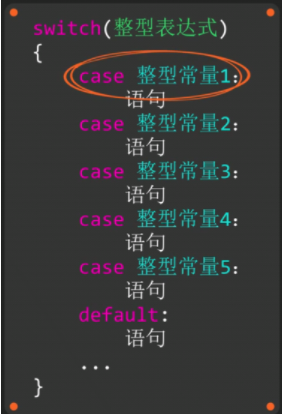 switch(整型表达式)
{
case 整型常量1:
语句
case 整型常量2:
语句
case 整型常量3:
语句
case 整型常量4:
语句
case 整型常量5:
语句
default:
语句
...
}